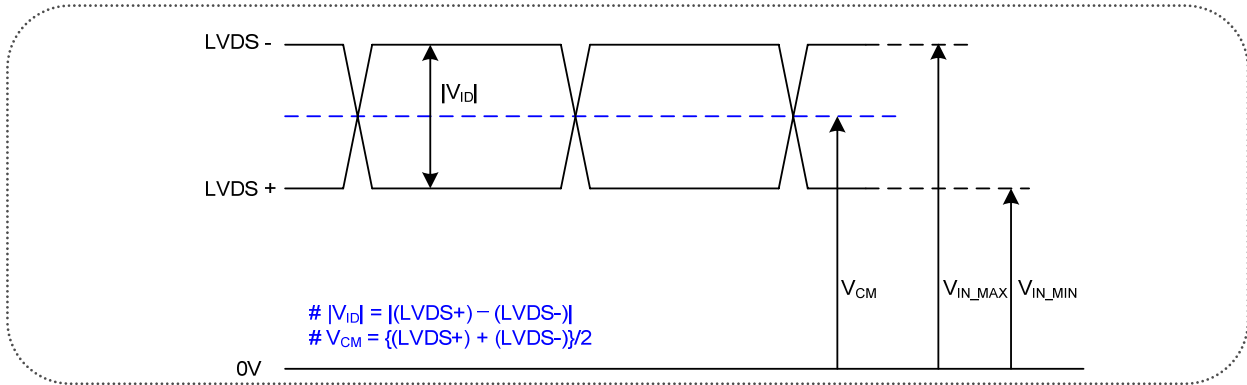 LVDS -
|VID|
LVDS +
VCM
VIN_MAX
VIN_MIN
# |VID| = |(LVDS+) – (LVDS-)|
# VCM = {(LVDS+) + (LVDS-)}/2
0V